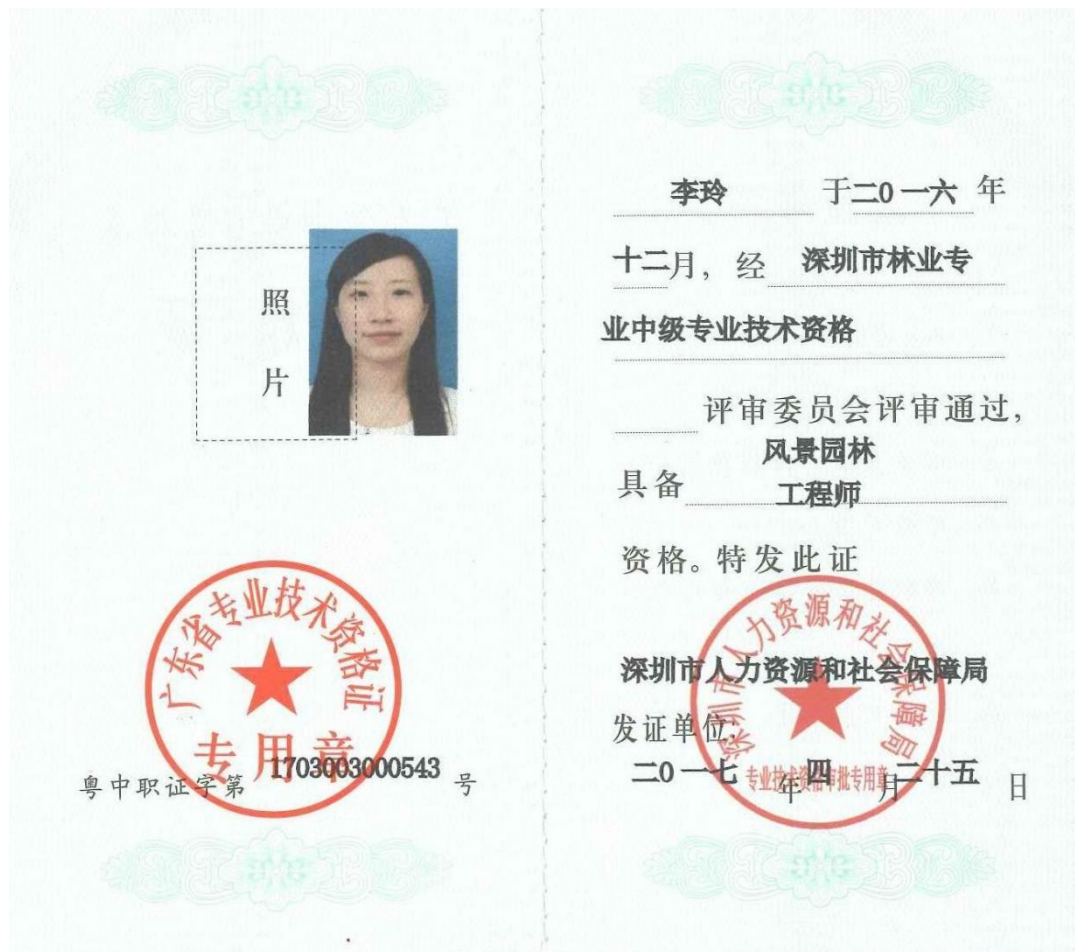 照
片
广东省专业技术资格证
专用章
粤中职证字第 1703003000543 号
李玲 于二0一六 年
十二月，经 深圳市林业专
业中级专业技术资格
评审委员会评审通过，
风景园林
具备 工程师
资格。特发此证
深圳市人力资源和社会保障局
深圳市人力资源和社会保障局
发证单位：
专业技术资格审批专用章
二0一七 年 四 月 二十五 日